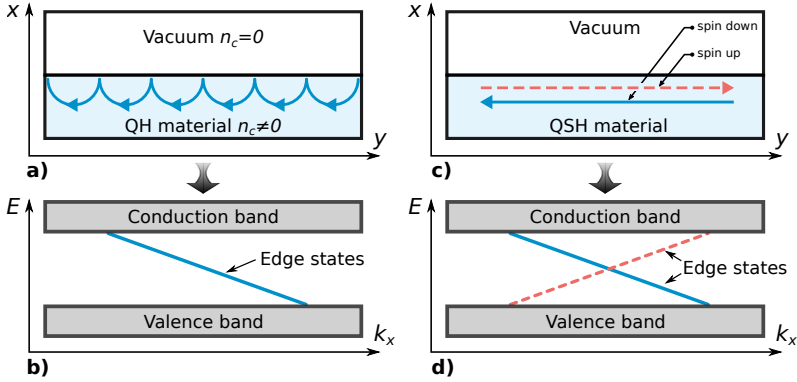 x
Vacuum n_c=0
QH material n_c≠0
y
a)
E
Conduction band
Edge states
Valence band
k_x
b)
x
Vacuum
spin down
spin up
QSH material
y
c)
E
Conduction band
Edge states
Valence band
k_x
d)